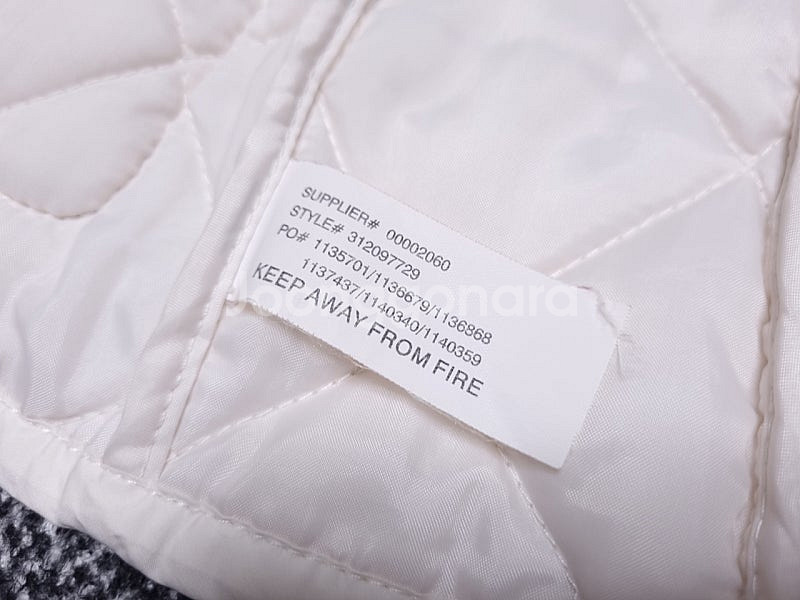 SUPPLIER# 00002060
STYLE# 312097729
PO# 1135701/1136679/1136868
1137437/1140340/1140359
KEEP AWAY FROM FIRE